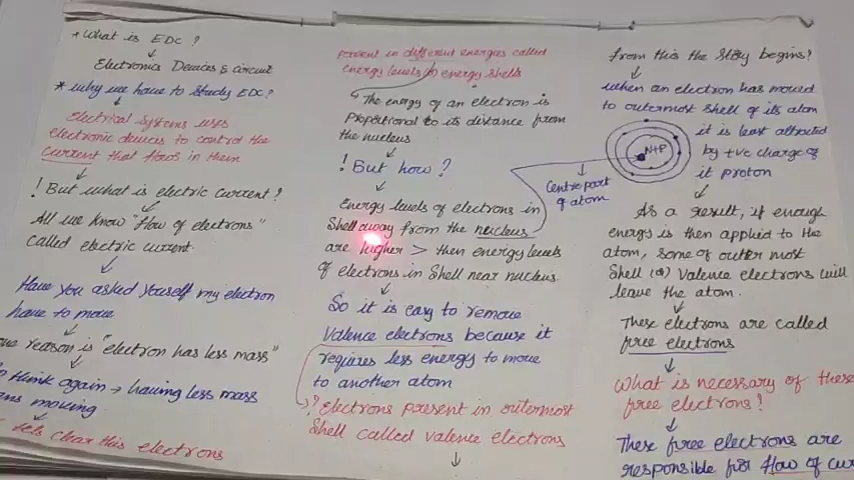 * What is EDC?
Electronics Devices & circuit
* Why we have to Study EDC?
Electrical Systems uses
electronic devices to control the
current that flows in them
! But what is electric current?
All we know "flow of electrons"
called electric current.
Have you asked yourself my electron
have to move
reason is "electron has less mass"
think again → having less mass
moving
lets clear this electrons
present in different energies called
energy levels (or) energy shells
The energy of an electron is
Proportional to its distance from
the nucleus
! But how?
Energy levels of electrons in
Shell away from the nucleus
are higher > then energy levels
of electrons in Shell near nucleus
So it is easy to remove
Valence electrons because it
requires less energy to move
to another atom
? Electrons present in outermost
Shell called valence electrons
from this the Story begins!
when an electron has moved
to outermost shell of its atom
it is least attracted
by +ve charge of
it proton
N+P
Centre part
of atom
As a result, if enough
energy is then applied to the
atom, some of outer most
Shell (or) Valence electrons will
leave the atom.
These electrons are called
free electrons
What is necessary of these
free electrons?
These free electrons are
responsible for flow of